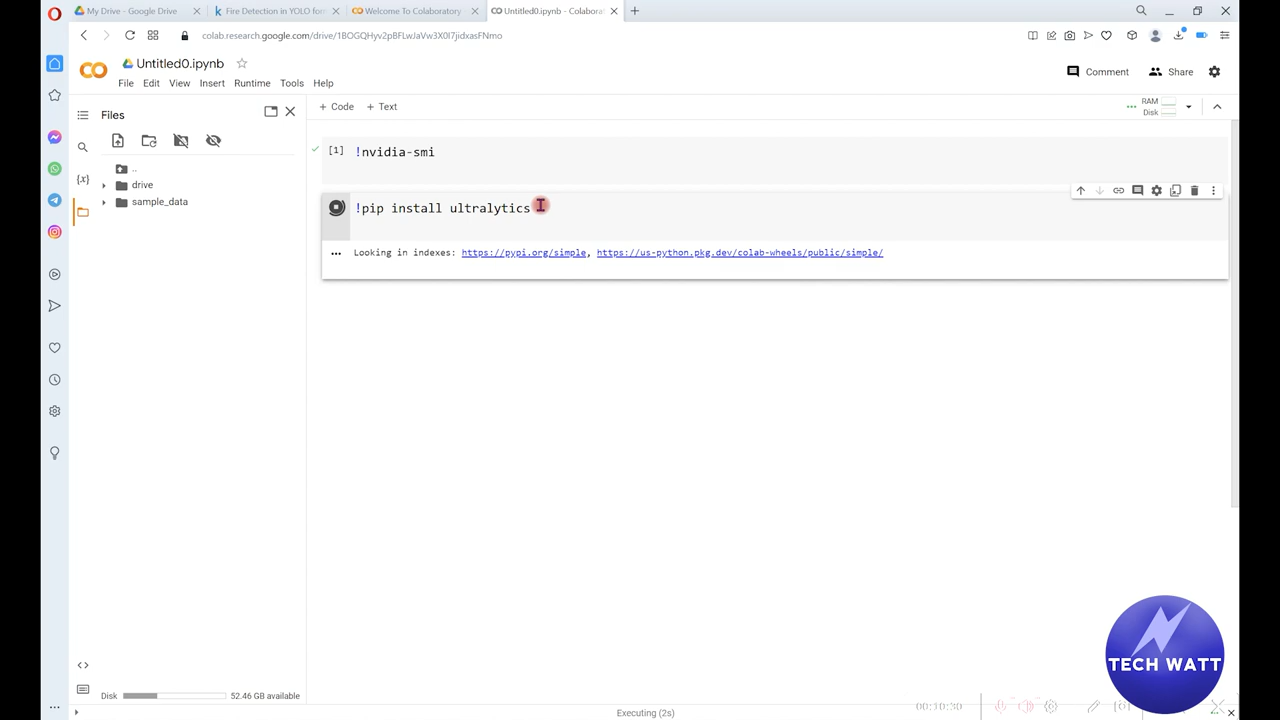 My Drive - Google Drive
Fire Detection in YOLO for
Welcome To Colaboratory
Untitled0.ipynb - Colabora
colab.research.google.com/drive/1BOGQHyv2pBFLwJaVw3X0I7jidxasFNmo
Untitled0.ipynb
Comment
Share
File Edit View Insert Runtime Tools Help
Files
+ Code + Text
RAM
Disk
[1] !nvidia-smi
..
drive
{x}
sample_data
!pip install ultralytics
Looking in indexes: https://pypi.org/simple, https://us-python.pkg.dev/colab-wheels/public/simple/
TECH WATT
Disk
52.46 GB available
00:10:30
Executing (2s)